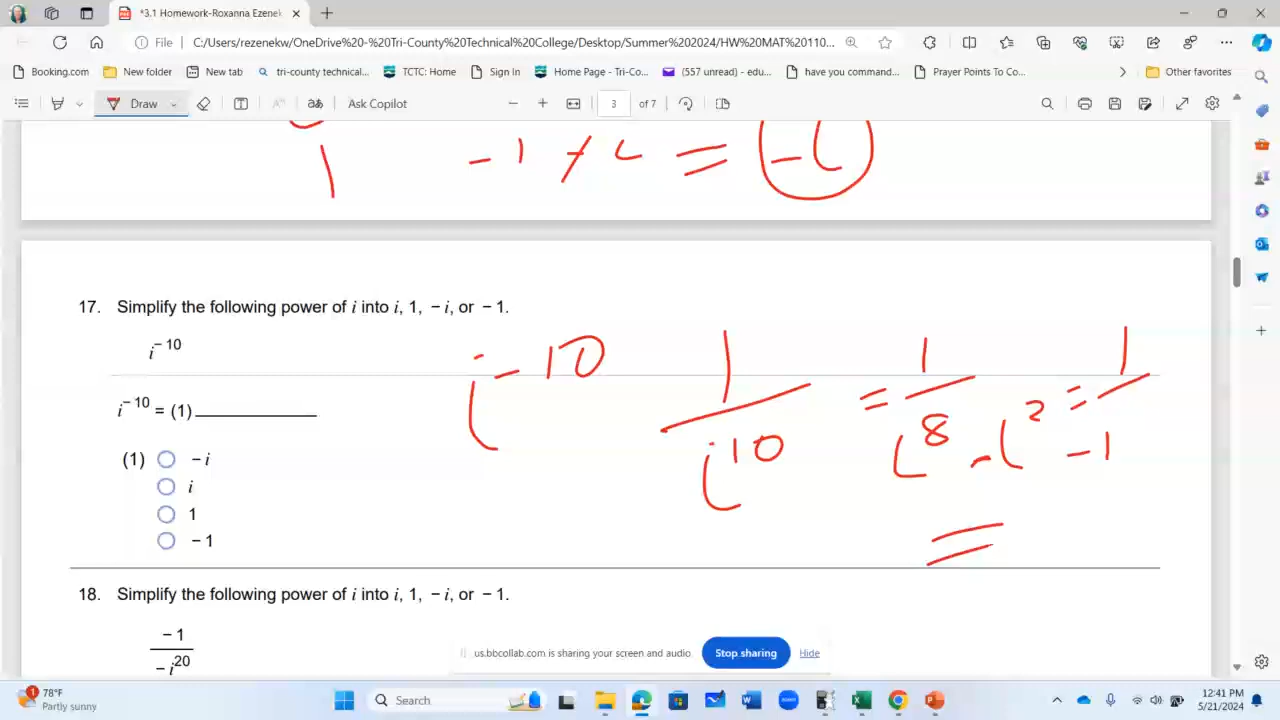 *3.1 Homework-Roxanna Ezenek
File C:/Users/rezenekw/OneDrive%20-%20Tri-County%20Technical%20College/Desktop/Summer%202024/HW%20MAT%20110...
Booking.com New folder New tab tri-county technical... TCTC: Home Sign In Home Page - Tri-Co... (557 unread) - edu... have you command... Prayer Points To Co... Other favorites
Draw Ask Copilot 3 of 7
i
-1 × i = -i
17. Simplify the following power of i into i, 1, − i, or − 1.
i^− 10
i^− 10 = (1)
(1) − i
i
1
− 1
i^-10 1/i^10 = 1/(i^8 · i^2) = 1/-1
=
18. Simplify the following power of i into i, 1, − i, or − 1.
− 1
− i^20
us.bbcollab.com is sharing your screen and audio Stop sharing Hide
1 78°F
Partly sunny
Search
12:41 PM
5/21/2024